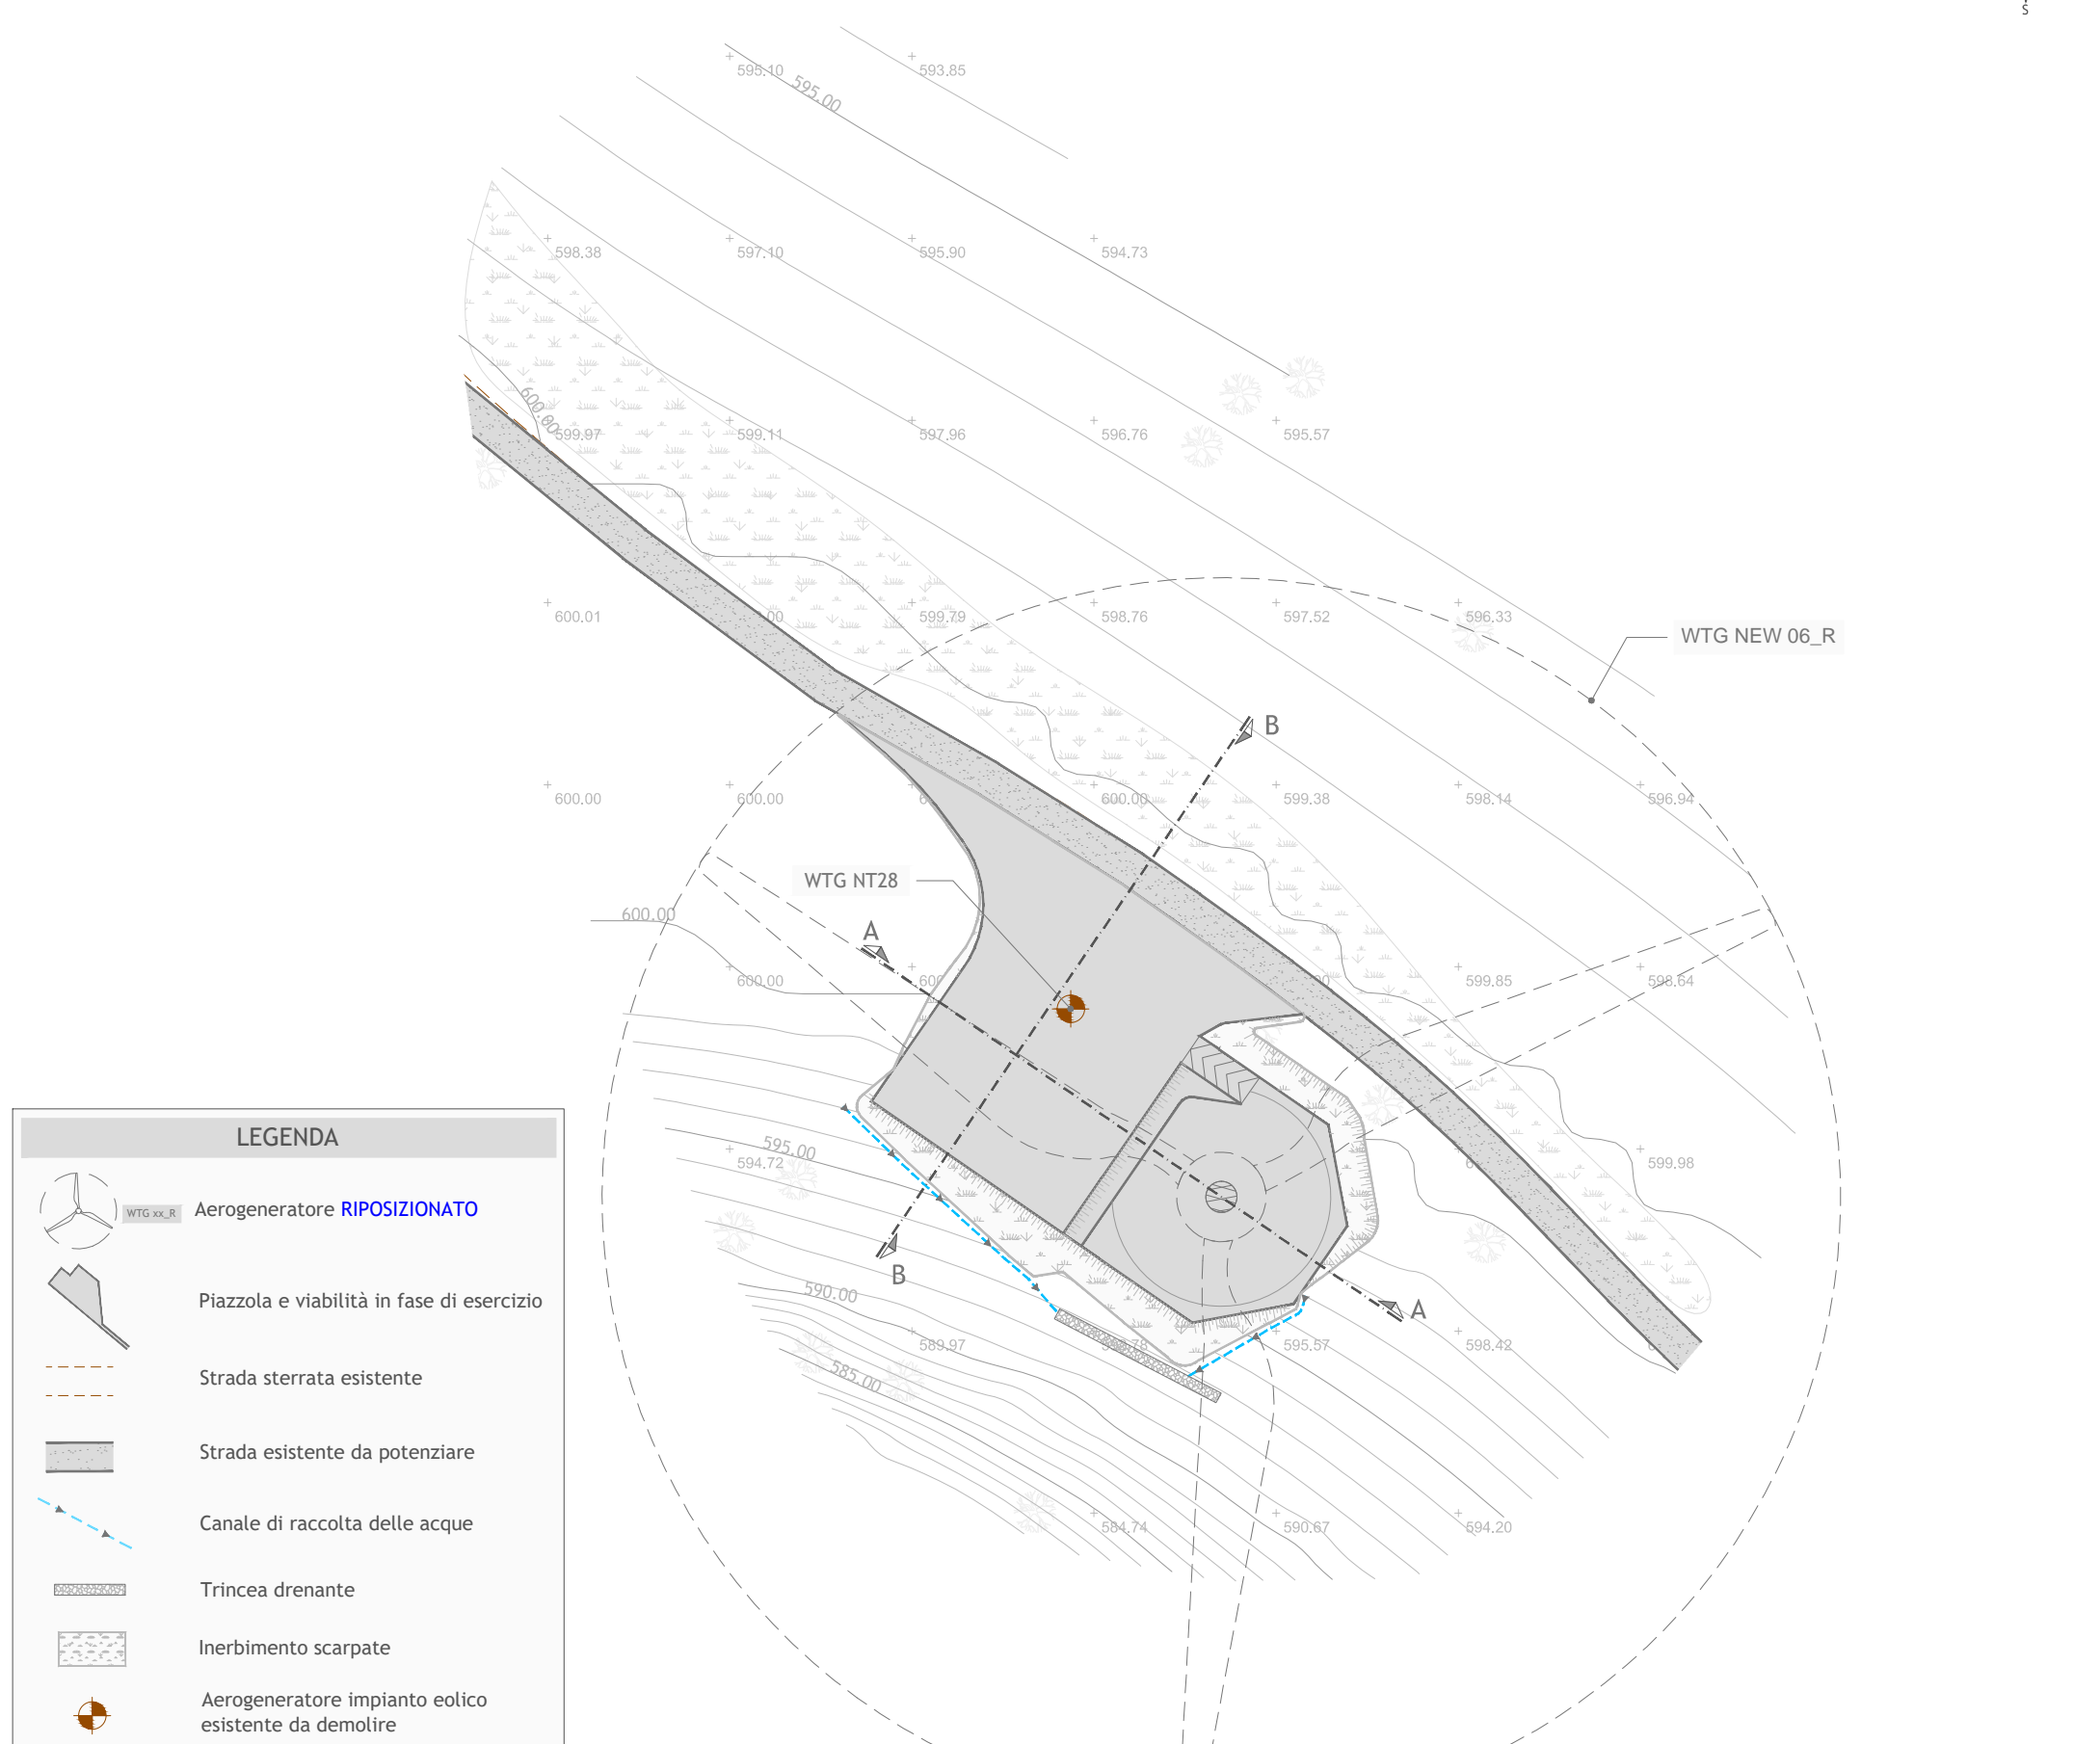 S
595.10
593.85
595.00
598.38
597.10
595.90
594.73
600.00
599.97
599.11
597.96
596.76
595.57
600.01
599.79
598.76
597.52
596.33
WTG NEW 06_R
B
600.00
600.00
600.00
599.38
598.14
596.94
WTG NT28
600.00
A
600.00
599.85
598.64
LEGENDA
595.00
594.72
599.98
WTG xx_R
Aerogeneratore RIPOSIZIONATO
B
590.00
Piazzola e viabilità in fase di esercizio
A
589.97
595.57
598.42
585.00
Strada sterrata esistente
Strada esistente da potenziare
Canale di raccolta delle acque
584.74
590.67
594.20
Trincea drenante
Inerbimento scarpate
Aerogeneratore impianto eolico
esistente da demolire